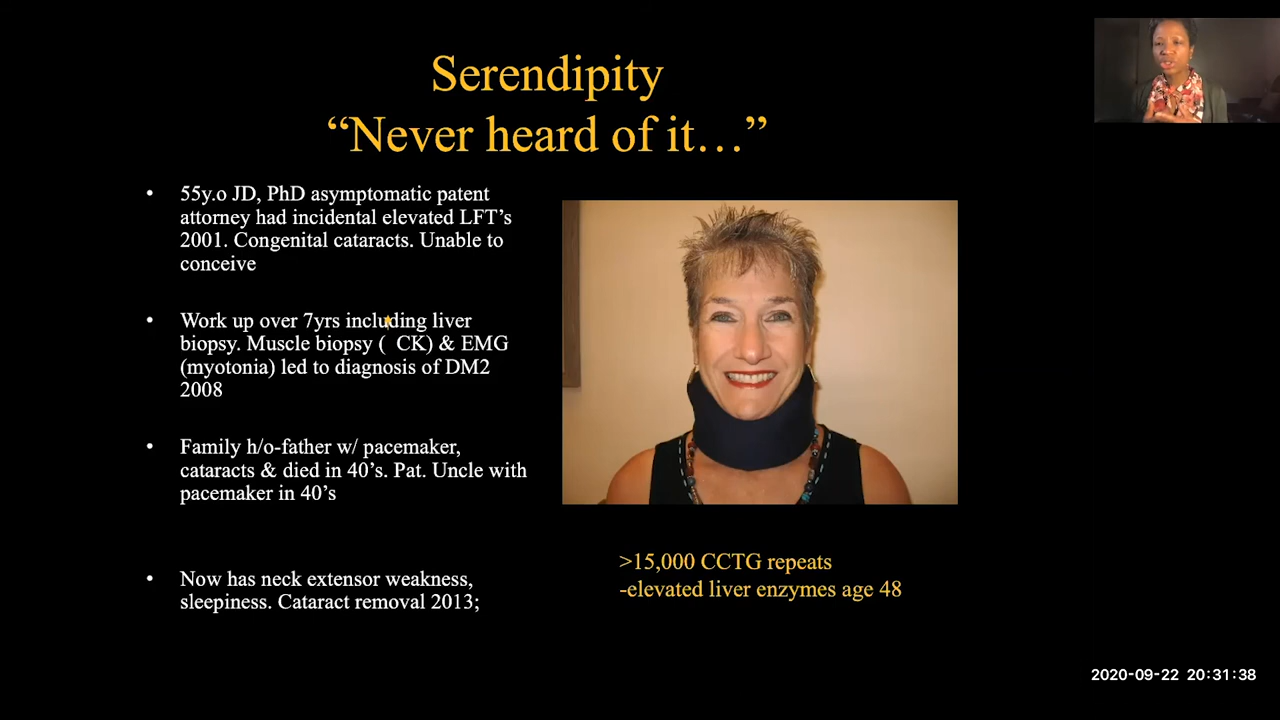 Serendipity
“Never heard of it…”
• 55y.o JD, PhD asymptomatic patent
attorney had incidental elevated LFT’s
2001. Congenital cataracts. Unable to
conceive
• Work up over 7yrs including liver
biopsy. Muscle biopsy ( CK) & EMG
(myotonia) led to diagnosis of DM2
2008
• Family h/o-father w/ pacemaker,
cataracts & died in 40’s. Pat. Uncle with
pacemaker in 40’s
• Now has neck extensor weakness,
sleepiness. Cataract removal 2013;
>15,000 CCTG repeats
-elevated liver enzymes age 48
2020-09-22 20:31:38